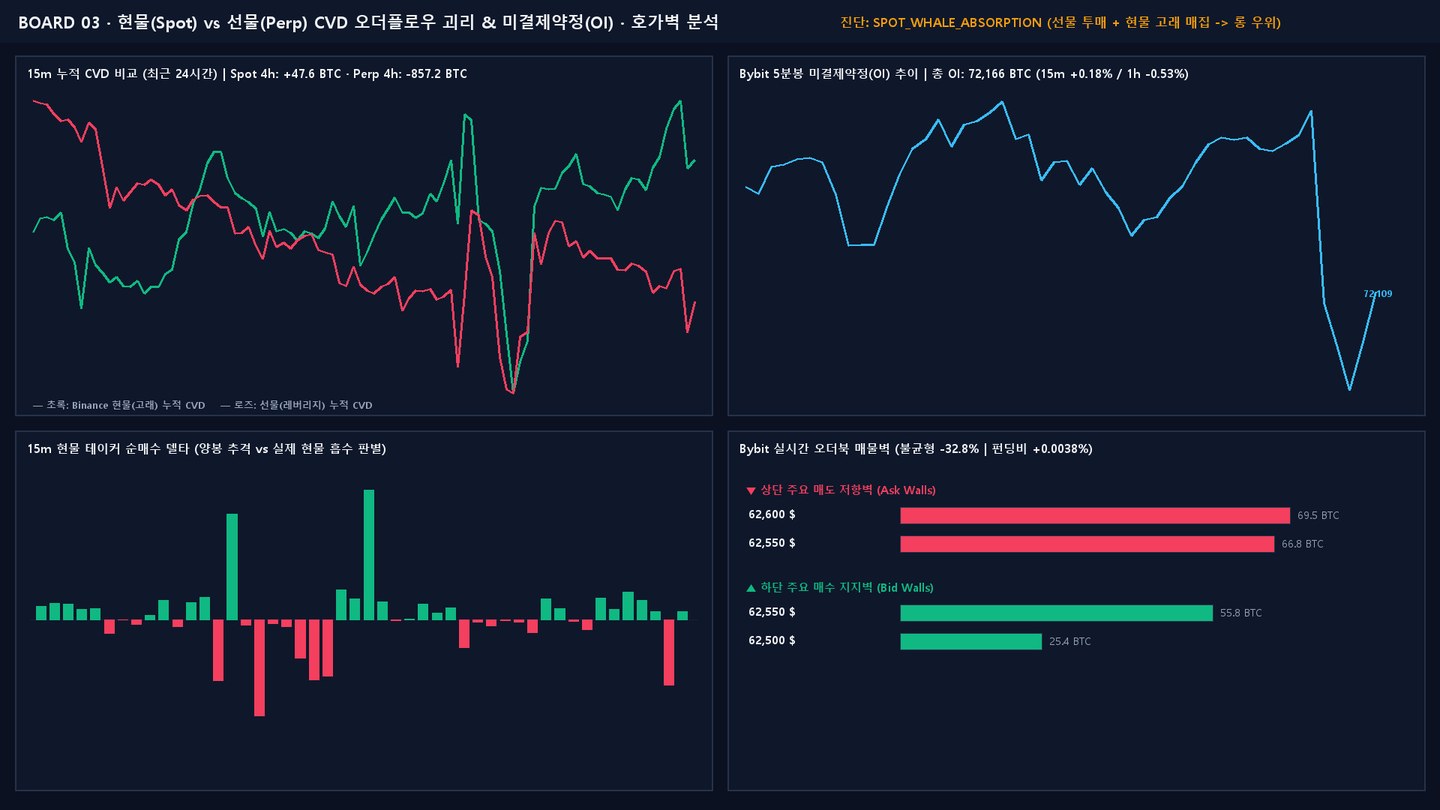 BOARD 03 · 현물(Spot) vs 선물(Perp) CVD 오더플로우 괴리 & 미결제약정(OI) · 호가벽 분석
진단: SPOT_WHALE_ABSORPTION (선물 투매 + 현물 고래 매집 -> 롱 우위)
15m 누적 CVD 비교 (최근 24시간) | Spot 4h: +47.6 BTC · Perp 4h: -857.2 BTC
— 초록: Binance 현물(고래) 누적 CVD — 로즈: 선물(레버리지) 누적 CVD
Bybit 5분봉 미결제약정(OI) 추이 | 총 OI: 72,166 BTC (15m +0.18% / 1h -0.53%)
72,109
15m 현물 테이커 순매수 델타 (양봉 추격 vs 실제 현물 흡수 판별)
Bybit 실시간 오더북 매물벽 (불균형 -32.8% | 펀딩비 +0.0038%)
▼ 상단 주요 매도 저항벽 (Ask Walls)
62,600 $ 69.5 BTC
62,550 $ 66.8 BTC
▲ 하단 주요 매수 지지벽 (Bid Walls)
62,550 $ 55.8 BTC
62,500 $ 25.4 BTC